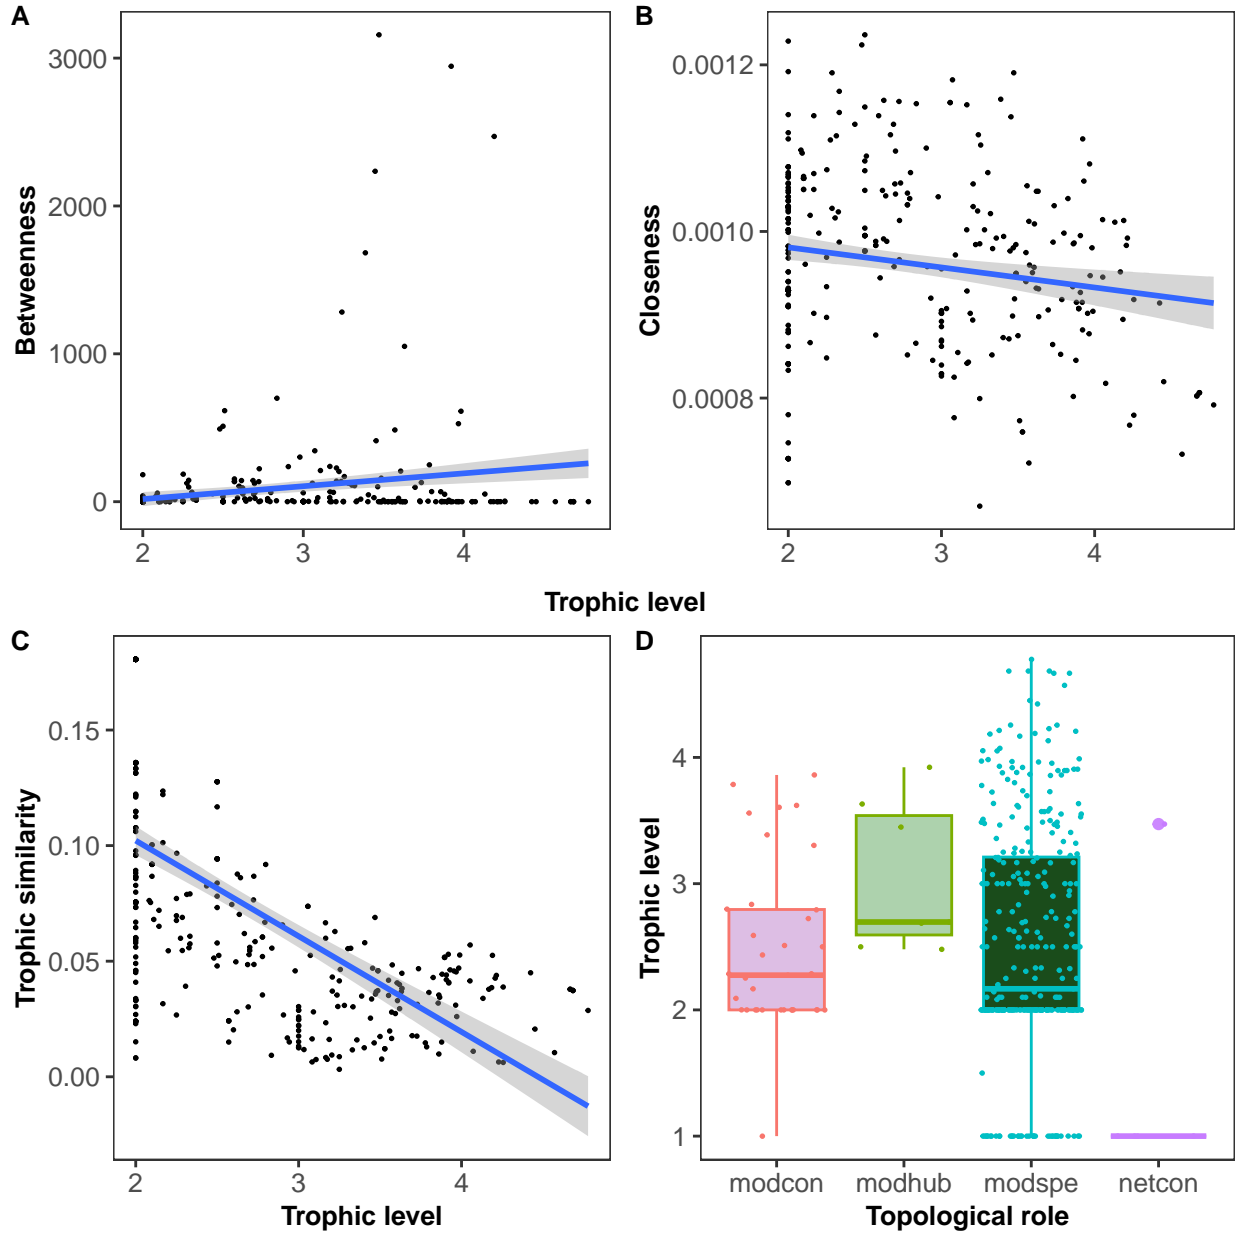 A
B
3000
2000
1000
0
Betweenness
2
3
4
0.0012
0.0010
0.0008
Closeness
2
3
4
Trophic level
C
D
0.15
0.10
0.05
0.00
Trophic similarity
2
3
4
Trophic level
4
3
2
1
Trophic level
modcon
modhub
modspe
netcon
Topological role